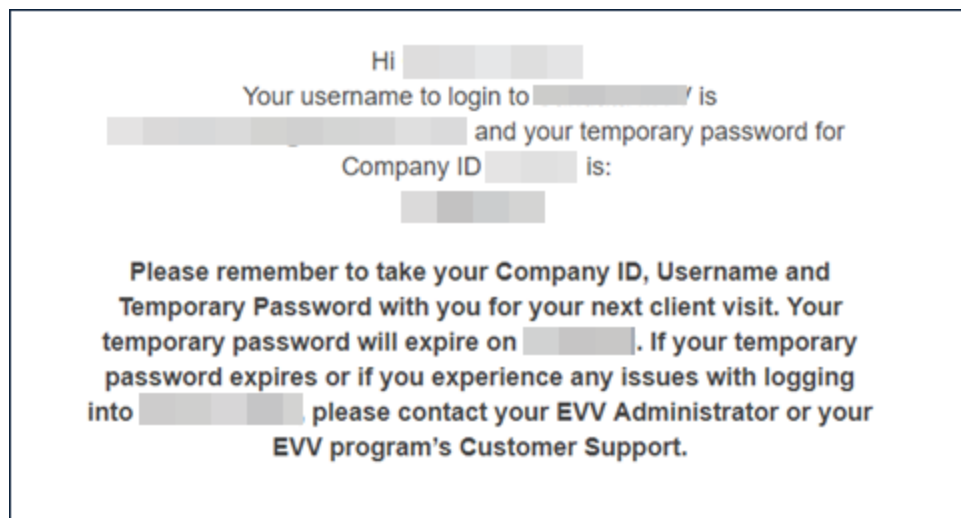 Hi
Your username to login to is
and your temporary password for
Company ID is:
Please remember to take your Company ID, Username and
Temporary Password with you for your next client visit. Your
temporary password will expire on . If your temporary
password expires or if you experience any issues with logging
into please contact your EVV Administrator or your
EVV program’s Customer Support.